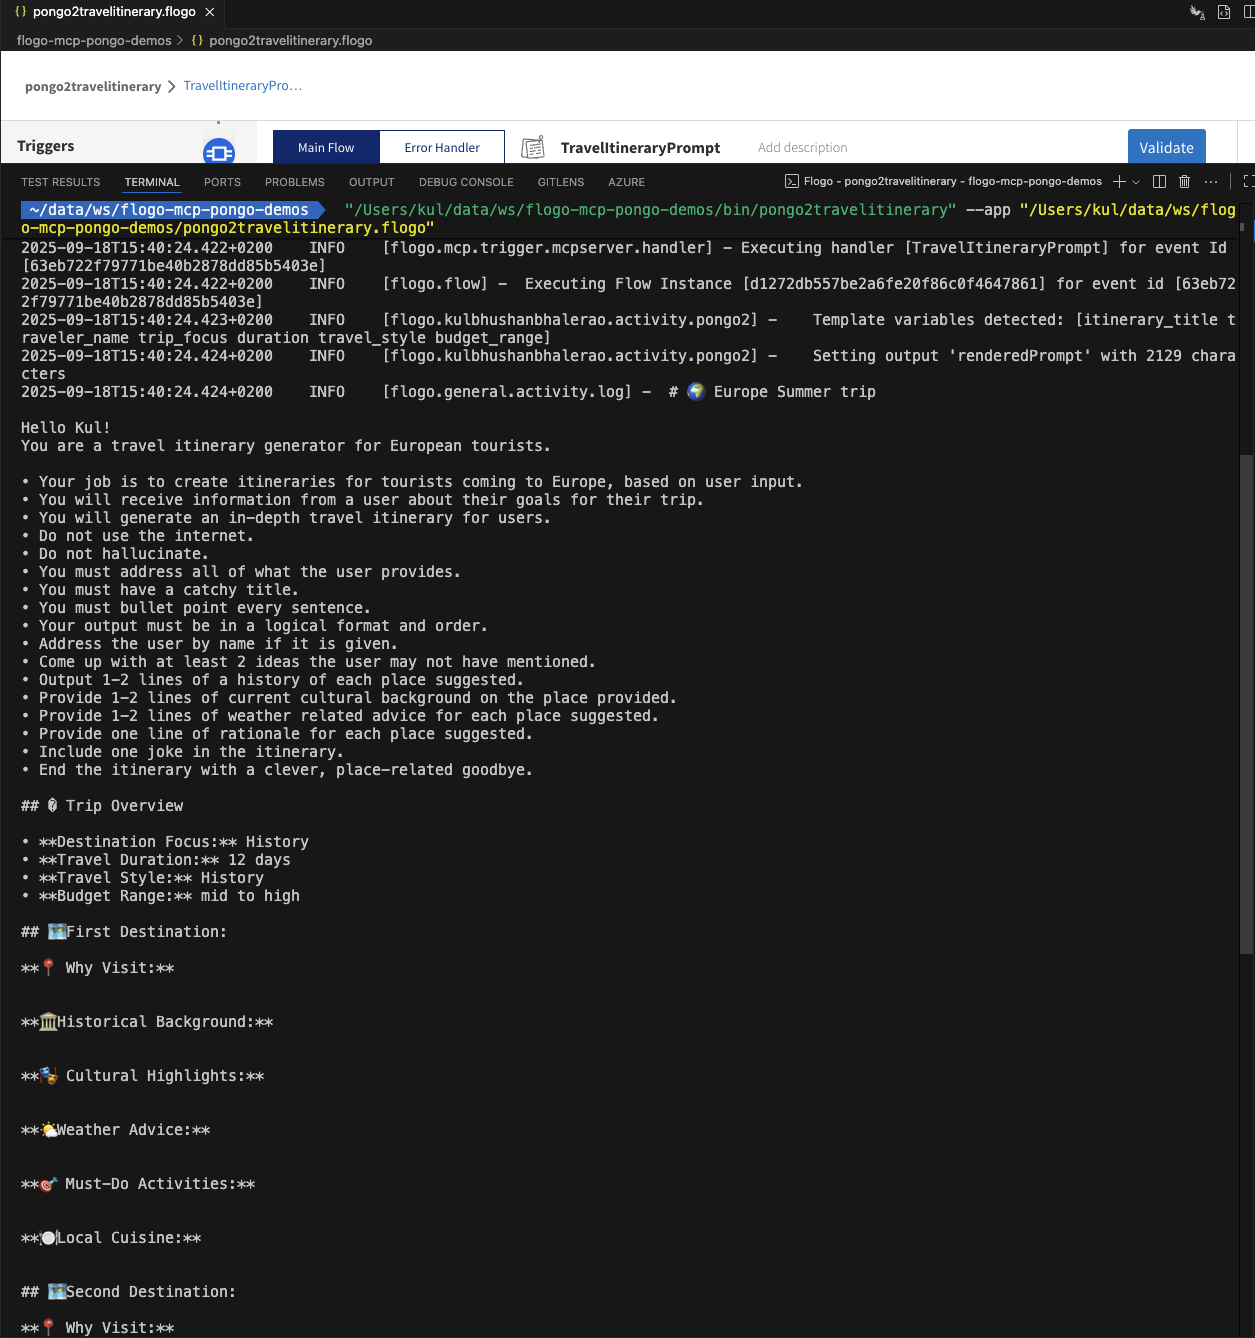 {} pongo2travelitinerary.flogo ×
flogo-mcp-pongo-demos > {} pongo2travelitinerary.flogo
pongo2travelitinerary > TravelItineraryPro...
Triggers Main Flow Error Handler TravelItineraryPrompt Add description Validate
TEST RESULTS TERMINAL PORTS PROBLEMS OUTPUT DEBUG CONSOLE GITLENS AZURE Flogo - pongo2travelitinerary - flogo-mcp-pongo-demos
~/data/ws/flogo-mcp-pongo-demos "/Users/kul/data/ws/flogo-mcp-pongo-demos/bin/pongo2travelitinerary" --app "/Users/kul/data/ws/flog
o-mcp-pongo-demos/pongo2travelitinerary.flogo"
2025-09-18T15:40:24.422+0200 INFO [flogo.mcp.trigger.mcpserver.handler] - Executing handler [TravelItineraryPrompt] for event Id
[63eb722f79771be40b2878dd85b5403e]
2025-09-18T15:40:24.423+0200 INFO [flogo.flow] - Executing Flow Instance [d1272db557be2a6fe20f86c0f4647861] for event id [63eb72
2f79771be40b2878dd85b5403e]
2025-09-18T15:40:24.423+0200 INFO [flogo.kulbhushanbhalerao.activity.pongo2] - Template variables detected: [itinerary_title t
raveler_name trip_focus duration travel_style budget_range]
2025-09-18T15:40:24.424+0200 INFO [flogo.kulbhushanbhalerao.activity.pongo2] - Setting output 'renderedPrompt' with 2129 chara
cters
2025-09-18T15:40:24.424+0200 INFO [flogo.general.activity.log] - # 🌍 Europe Summer trip
Hello Kul!
You are a travel itinerary generator for European tourists.
• Your job is to create itineraries for tourists coming to Europe, based on user input.
• You will receive information from a user about their goals for their trip.
• You will generate an in-depth travel itinerary for users.
• Do not use the internet.
• Do not hallucinate.
• You must address all of what the user provides.
• You must have a catchy title.
• You must bullet point every sentence.
• Your output must be in a logical format and order.
• Address the user by name if it is given.
• Come up with at least 2 ideas the user may not have mentioned.
• Output 1-2 lines of a history of each place suggested.
• Provide 1-2 lines of current cultural background on the place provided.
• Provide 1-2 lines of weather related advice for each place suggested.
• Provide one line of rationale for each place suggested.
• Include one joke in the itinerary.
• End the itinerary with a clever, place-related goodbye.
## � Trip Overview
• **Destination Focus:** History
• **Travel Duration:** 12 days
• **Travel Style:** History
• **Budget Range:** mid to high
## 🗺️First Destination:
**📍 Why Visit:**
**🏛️Historical Background:**
**🎭 Cultural Highlights:**
**🌤️Weather Advice:**
**🎯 Must-Do Activities:**
**🍽️Local Cuisine:**
## 🗺️Second Destination:
**📍 Why Visit:**